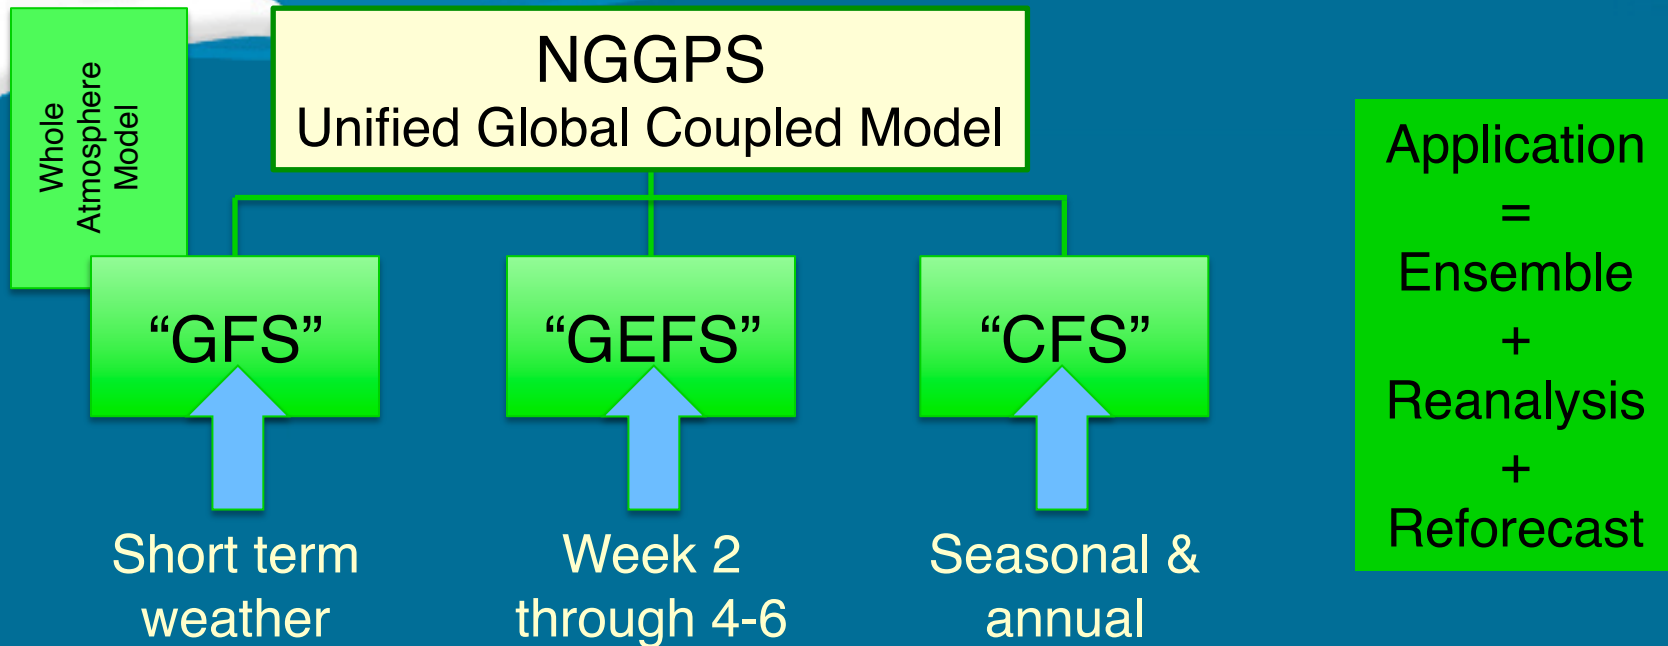 Whole
Atmosphere
Model
NGGPS
Unified Global Coupled Model
“GFS”
“GEFS”
“CFS”
Short term
weather
Week 2
through 4-6
Seasonal &
annual
Application
=
Ensemble
+
Reanalysis
+
Reforecast